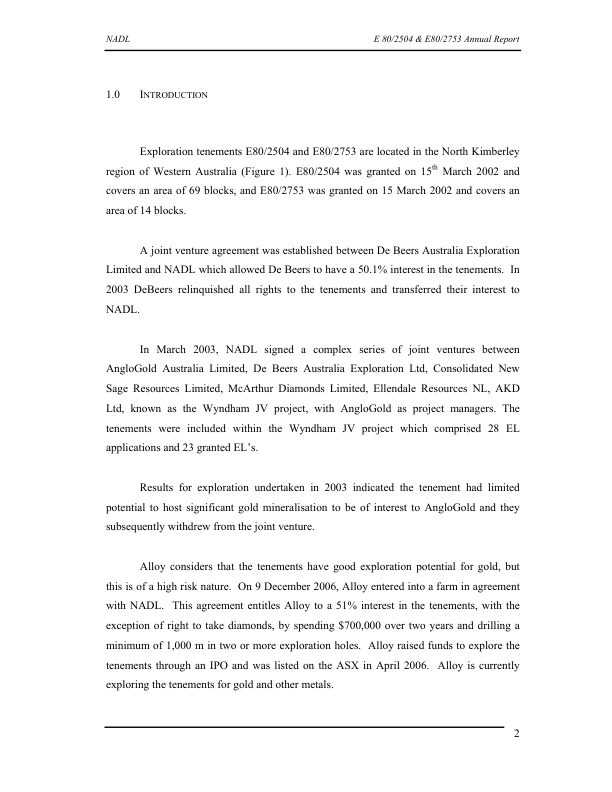 NADL E 80/2504 & E80/2753 Annual Report
1.0 INTRODUCTION
Exploration tenements E80/2504 and E80/2753 are located in the North Kimberley
region of Western Australia (Figure 1). E80/2504 was granted on 15th March 2002 and
covers an area of 69 blocks, and E80/2753 was granted on 15 March 2002 and covers an
area of 14 blocks.
A joint venture agreement was established between De Beers Australia Exploration
Limited and NADL which allowed De Beers to have a 50.1% interest in the tenements. In
2003 DeBeers relinquished all rights to the tenements and transferred their interest to
NADL.
In March 2003, NADL signed a complex series of joint ventures between
AngloGold Australia Limited, De Beers Australia Exploration Ltd, Consolidated New
Sage Resources Limited, McArthur Diamonds Limited, Ellendale Resources NL, AKD
Ltd, known as the Wyndham JV project, with AngloGold as project managers. The
tenements were included within the Wyndham JV project which comprised 28 EL
applications and 23 granted EL’s.
Results for exploration undertaken in 2003 indicated the tenement had limited
potential to host significant gold mineralisation to be of interest to AngloGold and they
subsequently withdrew from the joint venture.
Alloy considers that the tenements have good exploration potential for gold, but
this is of a high risk nature. On 9 December 2006, Alloy entered into a farm in agreement
with NADL. This agreement entitles Alloy to a 51% interest in the tenements, with the
exception of right to take diamonds, by spending $700,000 over two years and drilling a
minimum of 1,000 m in two or more exploration holes. Alloy raised funds to explore the
tenements through an IPO and was listed on the ASX in April 2006. Alloy is currently
exploring the tenements for gold and other metals.
2